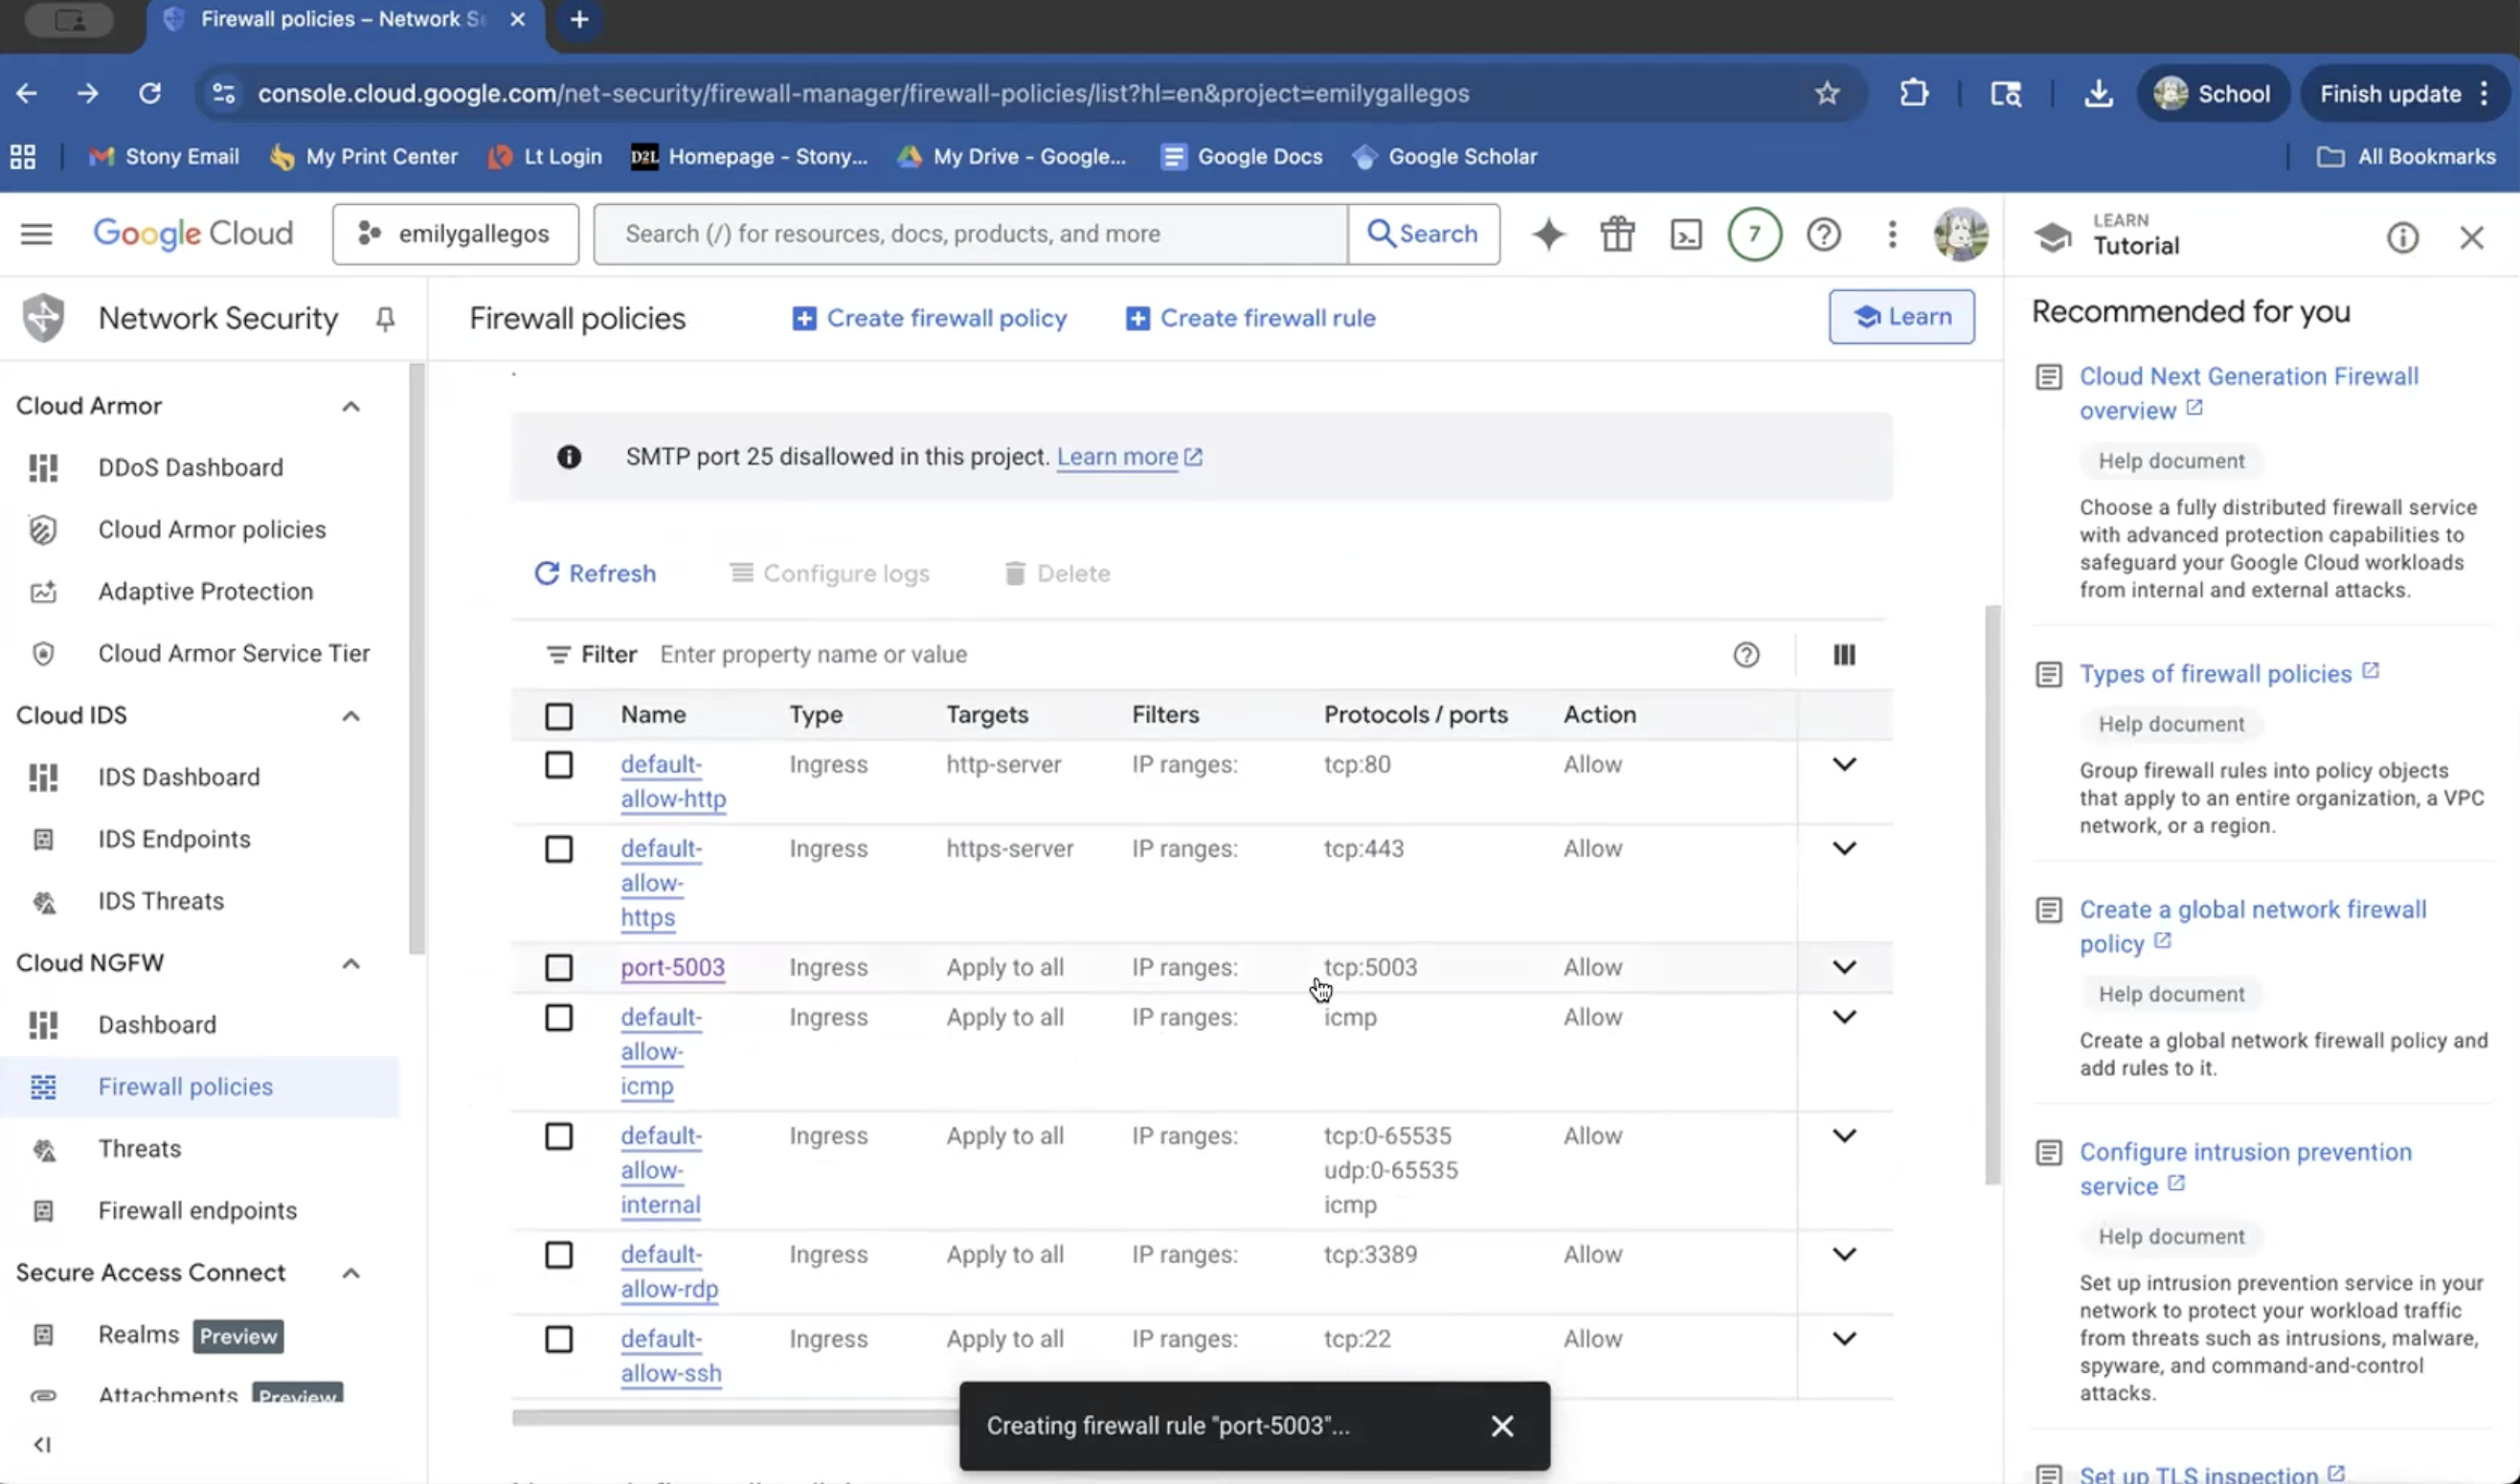 Firewall policies – Network Se
console.cloud.google.com/net-security/firewall-manager/firewall-policies/list?hl=en&project=emilygallegos
School
Finish update
Stony Email
My Print Center
Lt Login
D2L Homepage - Stony...
My Drive - Google...
Google Docs
Google Scholar
All Bookmarks
Google Cloud
emilygallegos
Search (/) for resources, docs, products, and more
Search
7
LEARN
Tutorial
Network Security
Firewall policies
Create firewall policy
Create firewall rule
Learn
Cloud Armor
DDoS Dashboard
Cloud Armor policies
Adaptive Protection
Cloud Armor Service Tier
Cloud IDS
IDS Dashboard
IDS Endpoints
IDS Threats
Cloud NGFW
Dashboard
Firewall policies
Threats
Firewall endpoints
Secure Access Connect
Realms Preview
Attachments Preview
SMTP port 25 disallowed in this project. Learn more
Refresh
Configure logs
Delete
Filter Enter property name or value
Name Type Targets Filters Protocols / ports Action
default- Ingress http-server IP ranges: tcp:80 Allow
allow-http
default- Ingress https-server IP ranges: tcp:443 Allow
allow-
https
port-5003 Ingress Apply to all IP ranges: tcp:5003 Allow
default- Ingress Apply to all IP ranges: icmp Allow
allow-
icmp
default- Ingress Apply to all IP ranges: tcp:0-65535 Allow
allow- udp:0-65535
internal icmp
default- Ingress Apply to all IP ranges: tcp:3389 Allow
allow-rdp
default- Ingress Apply to all IP ranges: tcp:22 Allow
allow-ssh
Creating firewall rule "port-5003"...
Recommended for you
Cloud Next Generation Firewall
overview
Help document
Choose a fully distributed firewall service
with advanced protection capabilities to
safeguard your Google Cloud workloads
from internal and external attacks.
Types of firewall policies
Help document
Group firewall rules into policy objects
that apply to an entire organization, a VPC
network, or a region.
Create a global network firewall
policy
Help document
Create a global network firewall policy and
add rules to it.
Configure intrusion prevention
service
Help document
Set up intrusion prevention service in your
network to protect your workload traffic
from threats such as intrusions, malware,
spyware, and command-and-control
attacks.
Set up TLS inspection